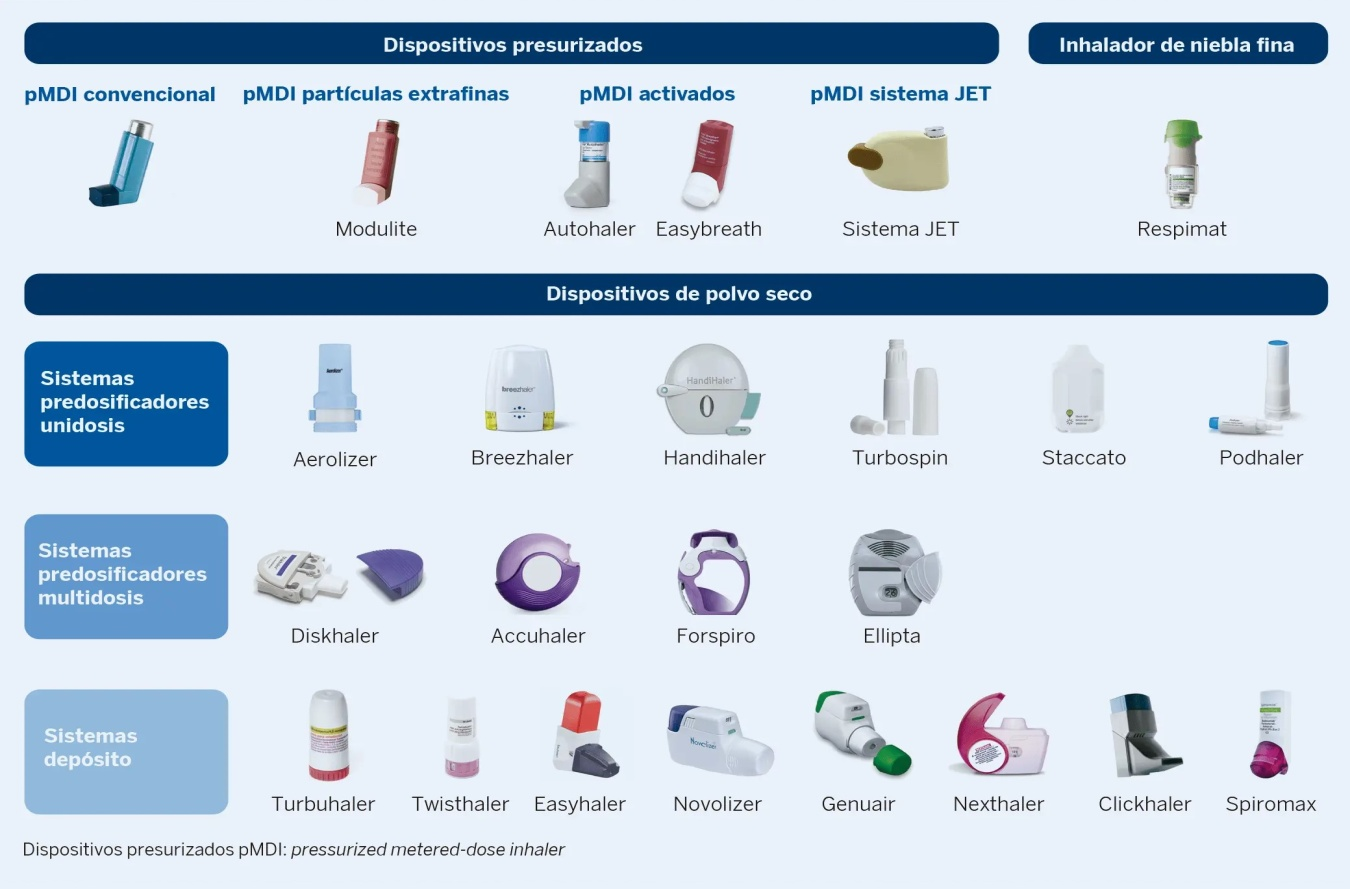 Dispositivos presurizados
Inhalador de niebla fina
pMDI convencional
pMDI partículas extrafinas
pMDI activados
pMDI sistema JET
Modulite
Autohaler
Easybreath
Sistema JET
Respimat
Dispositivos de polvo seco
Sistemas
predosificadores
unidosis
breezhaler
HandiHaler
Aerolizer
Breezhaler
Handihaler
Turbospin
Staccato
Podhaler
Sistemas
predosificadores
multidosis
Diskhaler
Accuhaler
Forspiro
Ellipta
Sistemas
depósito
Novolizer
Turbuhaler
Twisthaler
Easyhaler
Novolizer
Genuair
Nexthaler
Clickhaler
Spiromax
Dispositivos presurizados pMDI: pressurized metered-dose inhaler